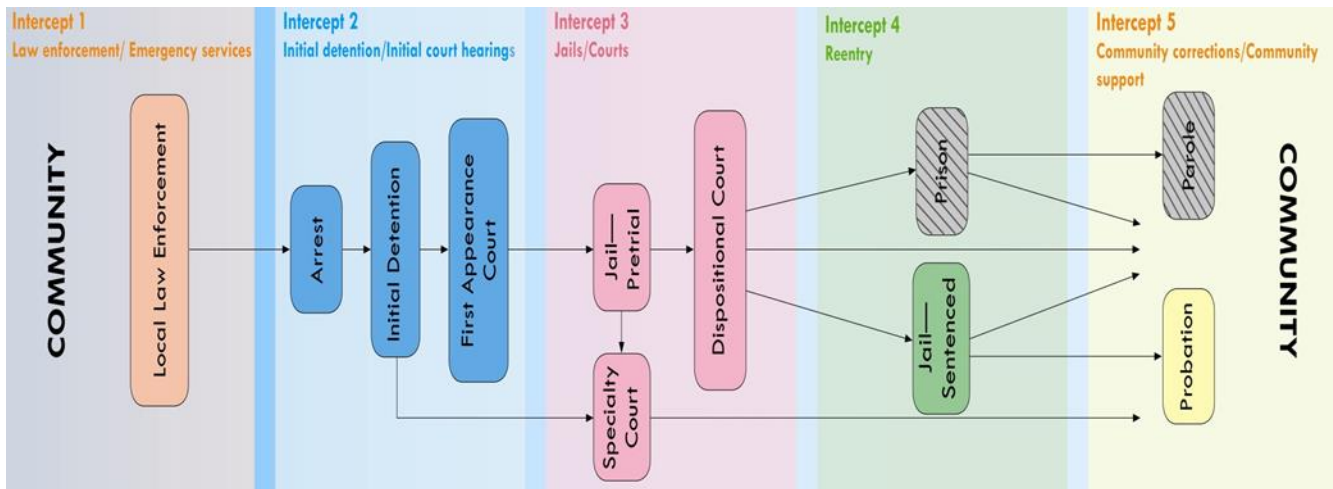 Intercept 1
Law enforcement/ Emergency services
Intercept 2
Initial detention/Initial court hearings
Intercept 3
Jails/Courts
Intercept 4
Reentry
Intercept 5
Community corrections/Community
support
COMMUNITY
Local Law Enforcement
Arrest
Initial Detention
First Appearance
Court
Jail—
Pretrial
Specialty
Court
Dispositional Court
Prison
Jail—
Sentenced
Parole
Probation
COMMUNITY